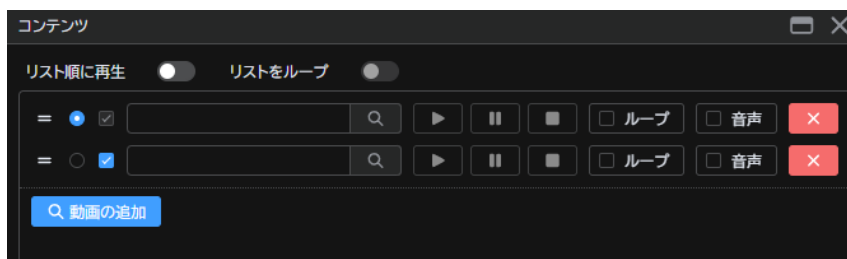 コンテンツ
リスト順に再生 リストをループ
ループ 音声
ループ 音声
動画の追加